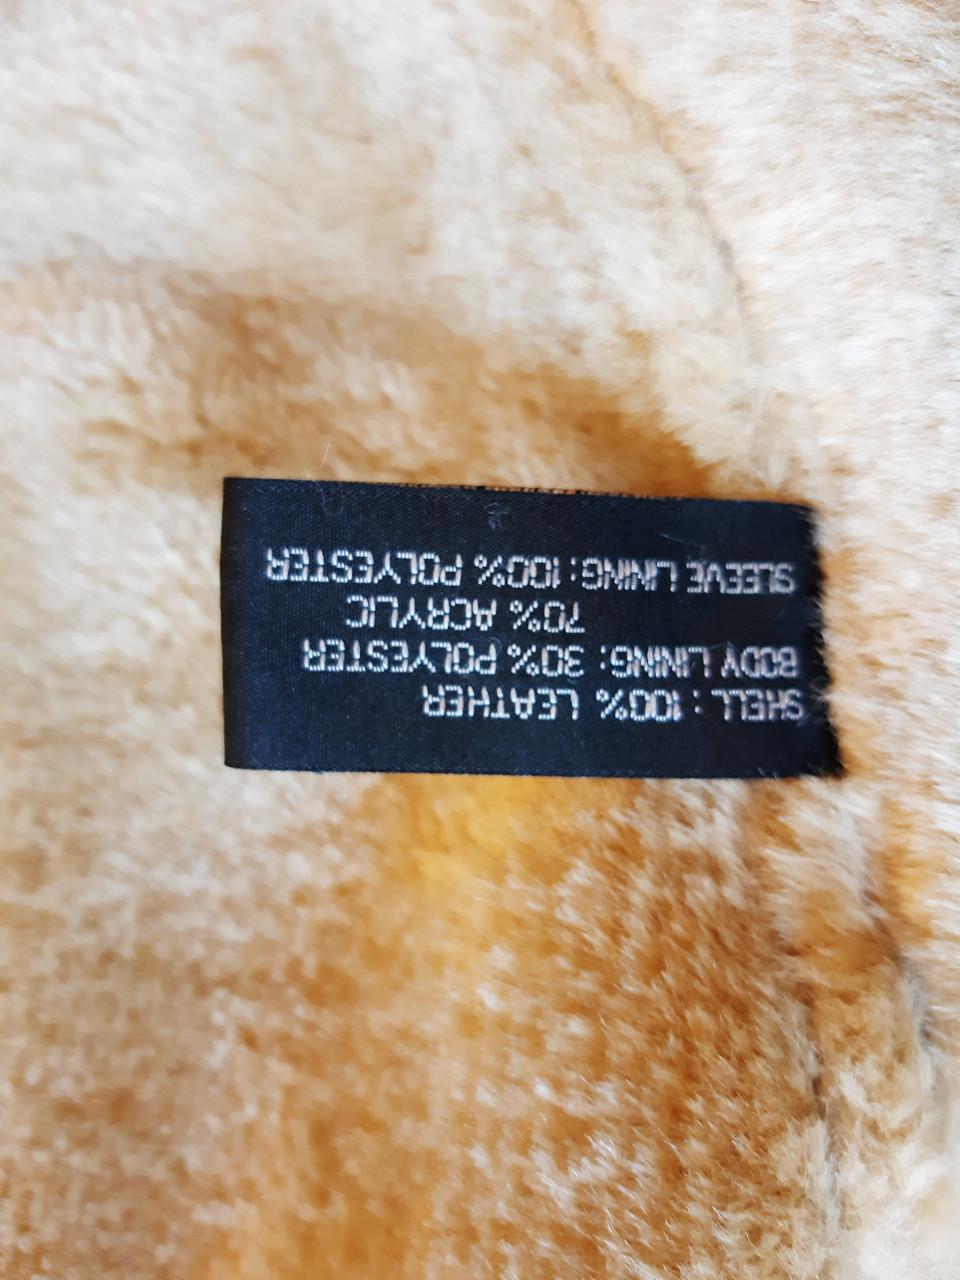 SHELL : 100% LEATHER
BODY LINING: 30% POLYESTER
70% ACRYLIC
SLEEVE LINING: 100% POLYESTER